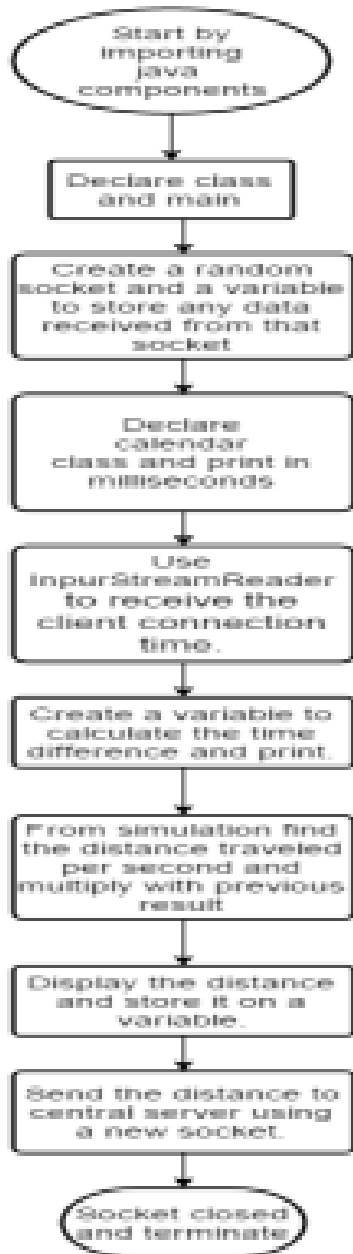 Start by
importing
java
components
Declare class
and main
Create a random
socket and a variable
to store any data
received from that
socket
Declare
calendar
class and print in
milliseconds
Use
InpurStreamReader
to receive the
client connection
time.
Create a variable to
calculate the time
difference and print.
From simulation find
the distance traveled
per second and
multiply with previous
result
Display the distance
and store it on a
variable.
Send the distance to
central server using
a new socket.
Socket closed
and terminate